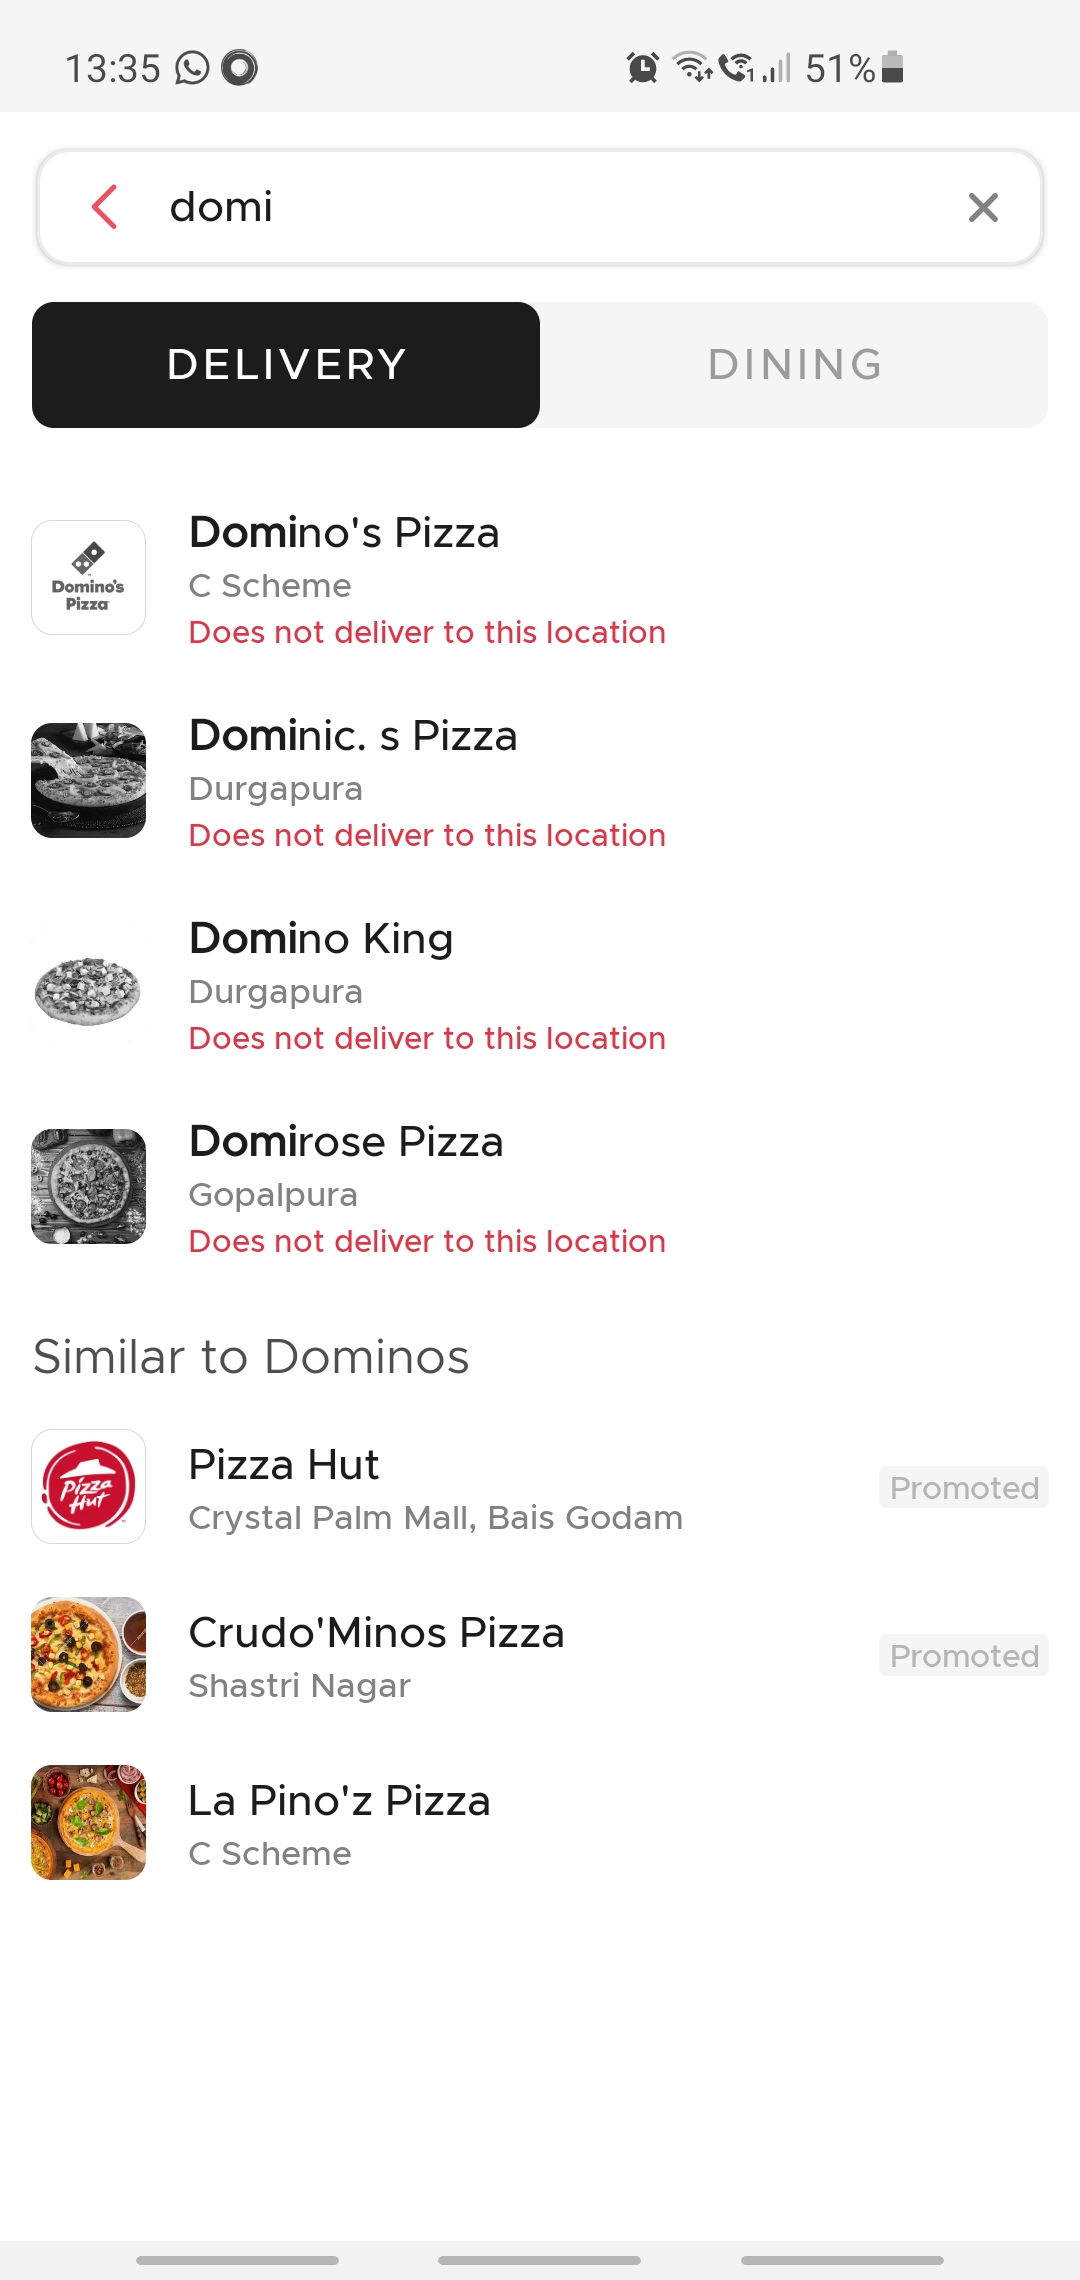 13:35
51%
domi
DELIVERY
DINING
Domino's Pizza
C Scheme
Does not deliver to this location
Domino's
Pizza
Dominic. s Pizza
Durgapura
Does not deliver to this location
Domino King
Durgapura
Does not deliver to this location
Domirose Pizza
Gopalpura
Does not deliver to this location
Similar to Dominos
Pizza Hut
Crystal Palm Mall, Bais Godam
Promoted
Pizza
Hut
Crudo'Minos Pizza
Shastri Nagar
Promoted
La Pino'z Pizza
C Scheme